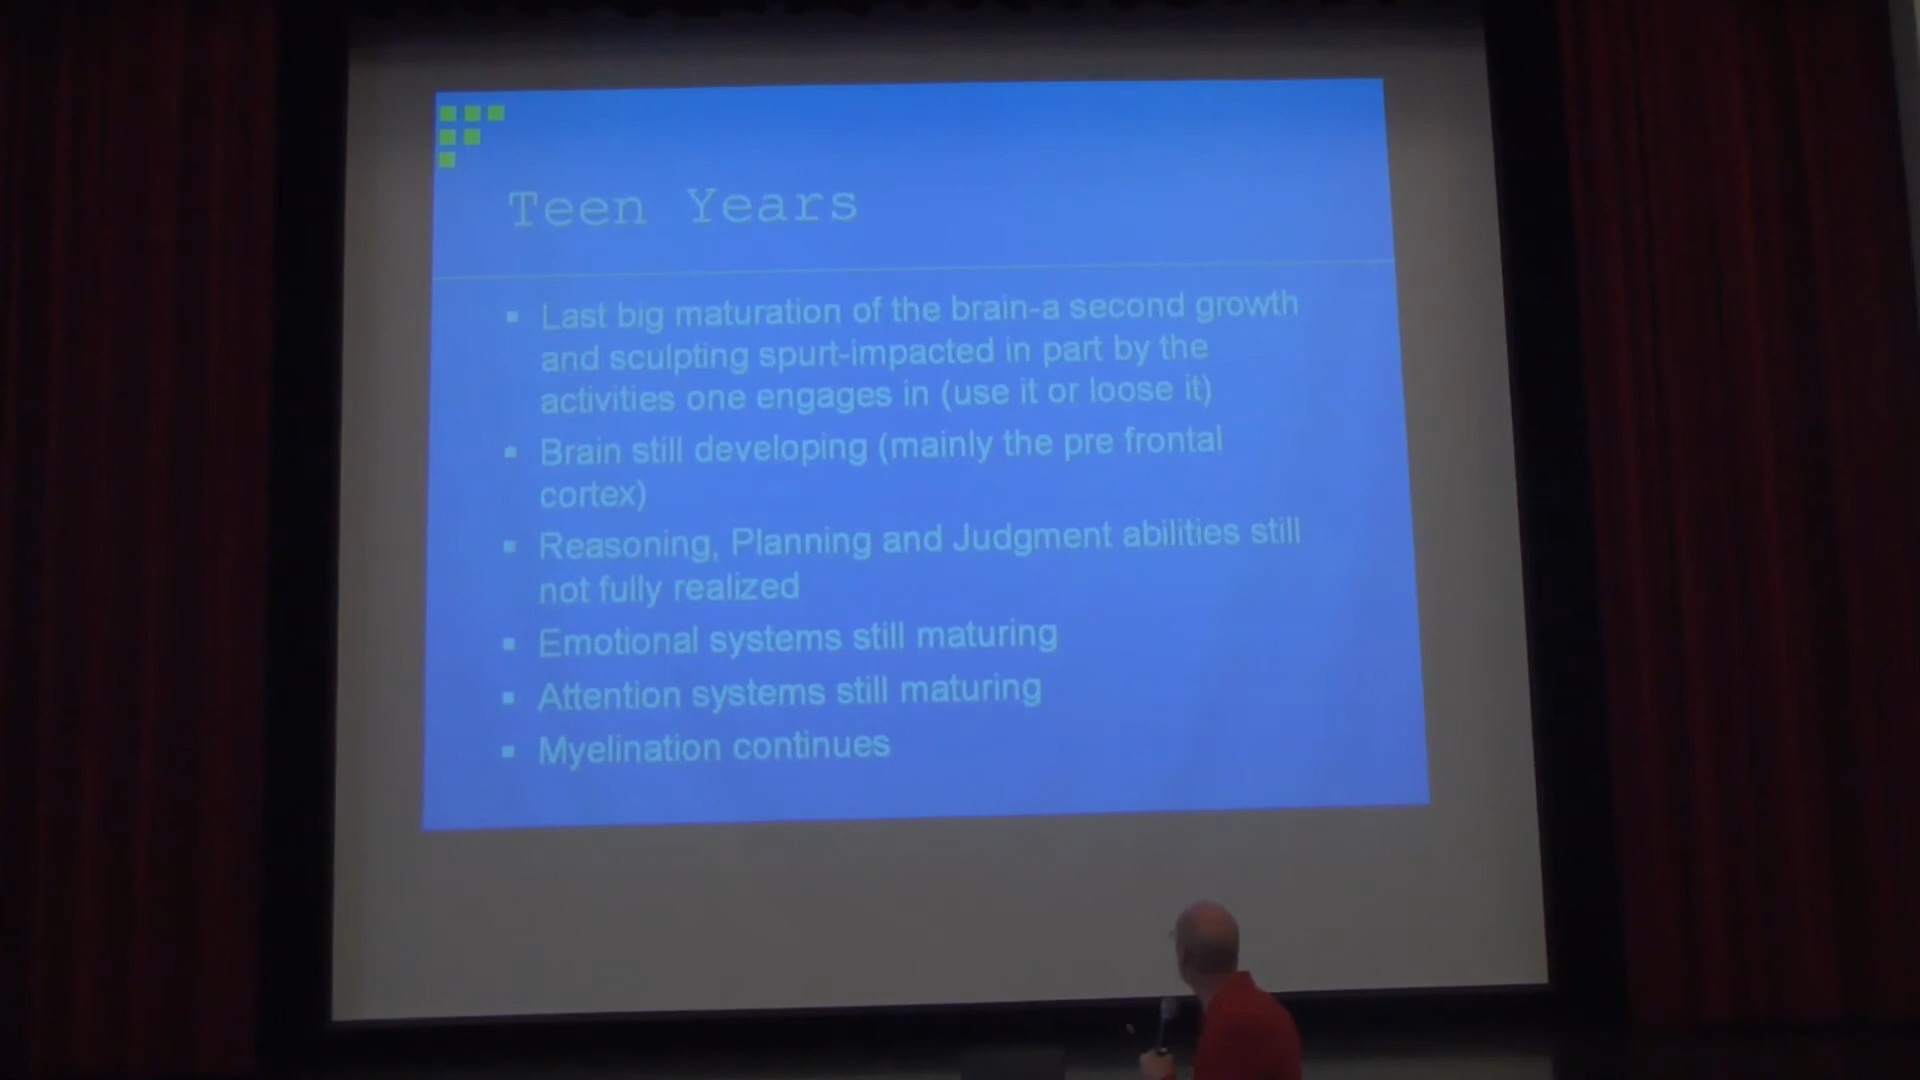 Teen Years
Last big maturation of the brain-a second growth
and sculpting spurt-impacted in part by the
activities one engages in (use it or loose it)
Brain still developing (mainly the pre frontal
cortex)
Reasoning, Planning and Judgment abilities still
not fully realized
Emotional systems still maturing
Attention systems still maturing
Myelination continues